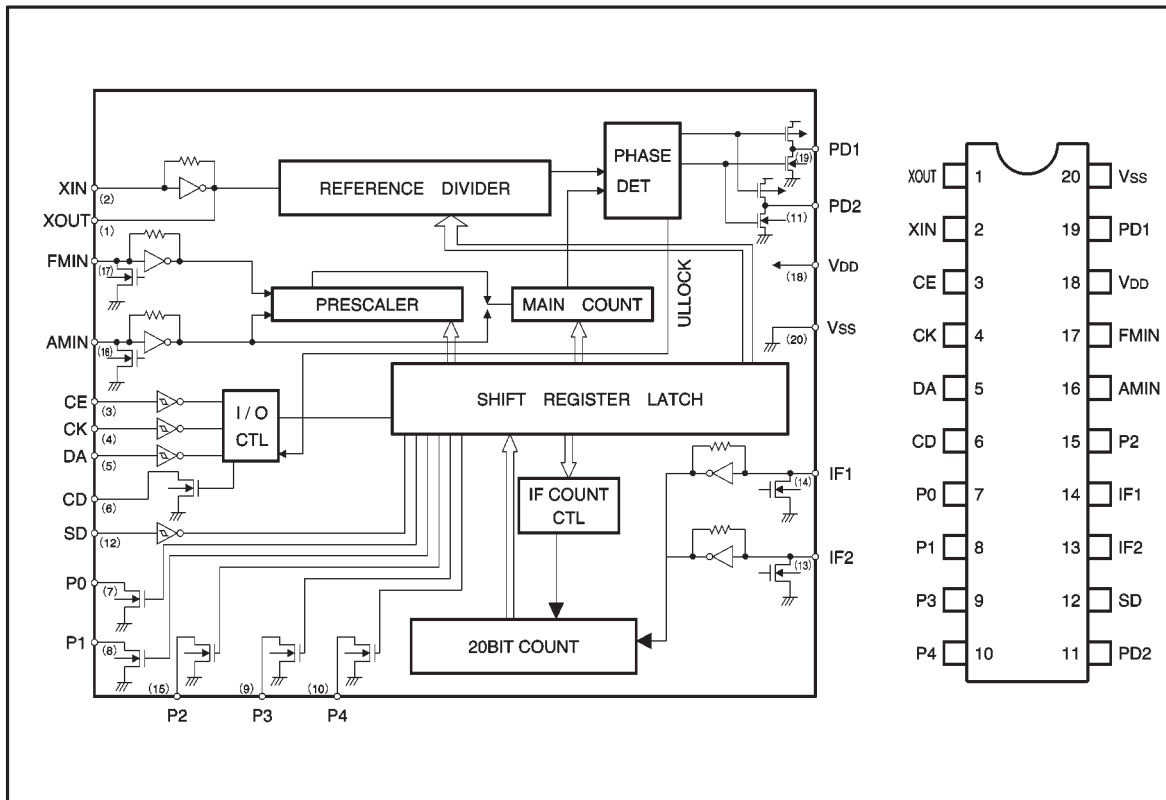 XIN
(2)
XOUT
(1)
FMIN
(17)
AMIN
(16)
CE
(3)
CK
(4)
DA
(5)
CD
(6)
SD
(12)
P0
(7)
P1
(8)
(15)
P2
(9)
P3
(10)
P4
REFERENCE DIVIDER
PHASE
DET
PRESCALER
MAIN COUNT
ULLOCK
I / O
CTL
SHIFT REGISTER LATCH
IF COUNT
CTL
20BIT COUNT
PD1
(19)
PD2
(11)
VDD
(18)
VSS
(20)
IF1
(14)
IF2
(13)
XOUT 1 20 VSS
XIN 2 19 PD1
CE 3 18 VDD
CK 4 17 FMIN
DA 5 16 AMIN
CD 6 15 P2
P0 7 14 IF1
P1 8 13 IF2
P3 9 12 SD
P4 10 11 PD2